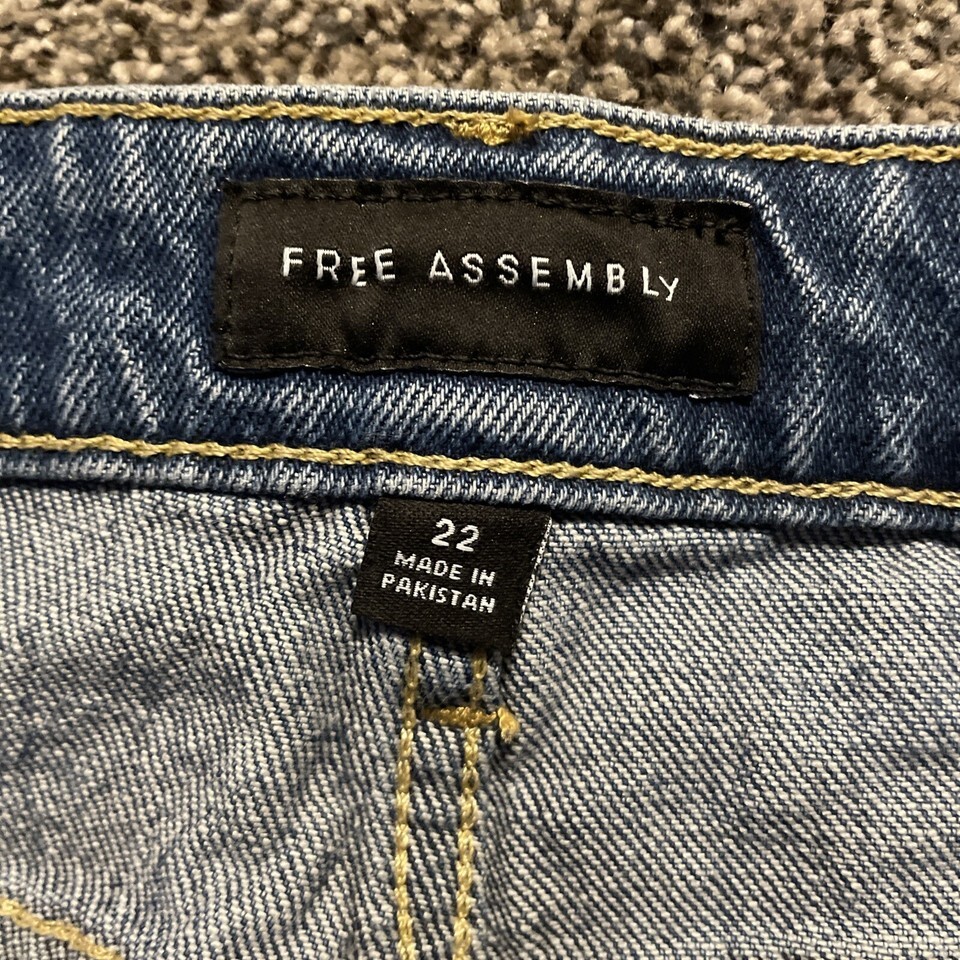 FREE ASSEMBLY
22
MADE IN
PAKISTAN